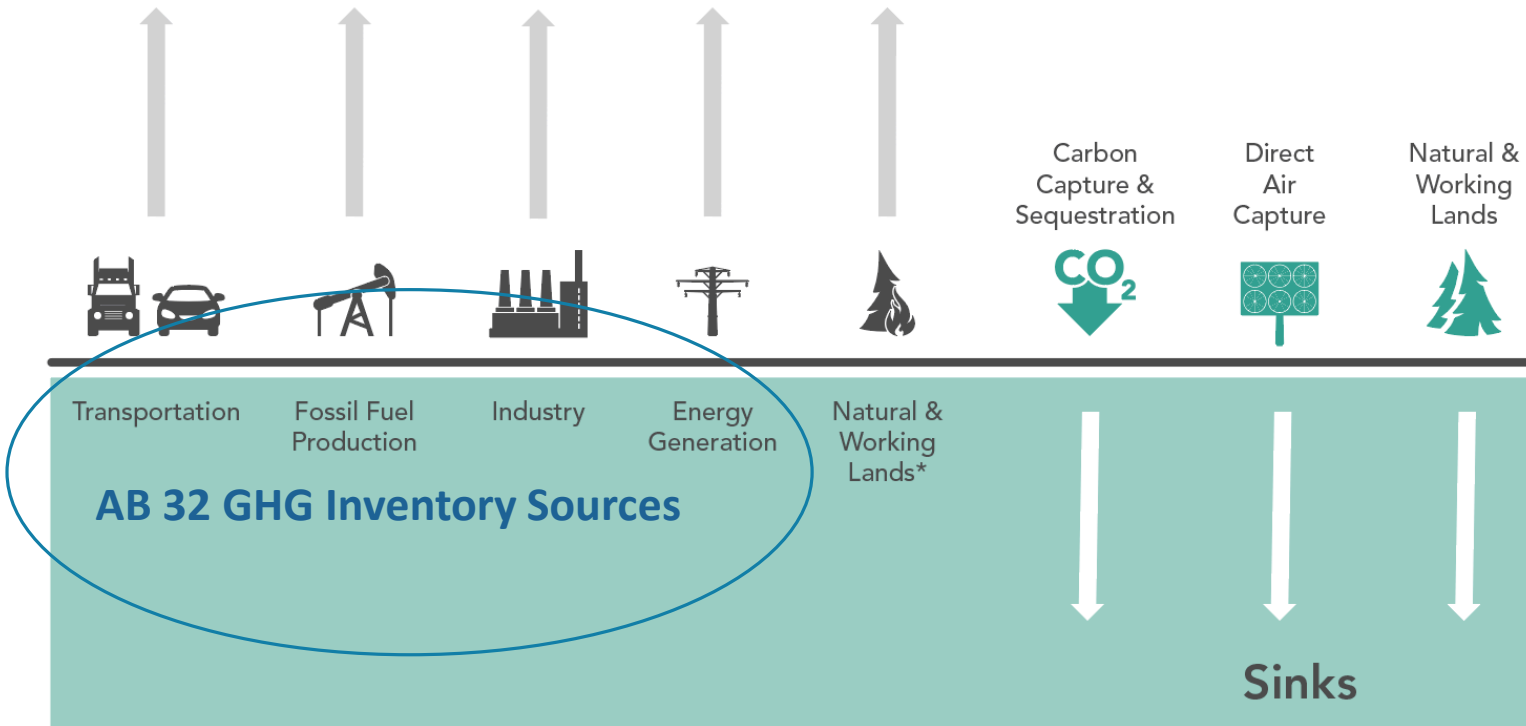 Carbon
Capture &
Sequestration
Direct
Air
Capture
Natural &
Working
Lands
CO2
Transportation
Fossil Fuel
Production
Industry
Energy
Generation
Natural &
Working
Lands*
AB 32 GHG Inventory Sources
Sinks